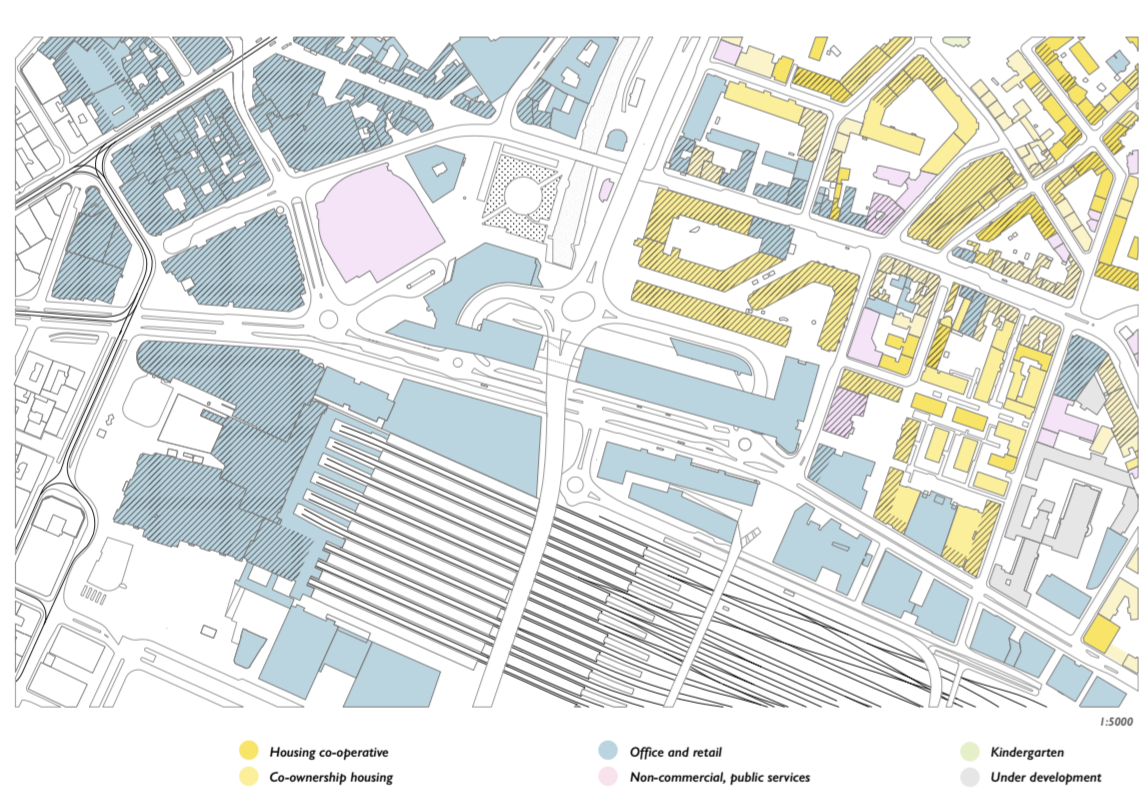 1:5000
Housing co-operative
Co-ownership housing
Office and retail
Non-commercial, public services
Kindergarten
Under development